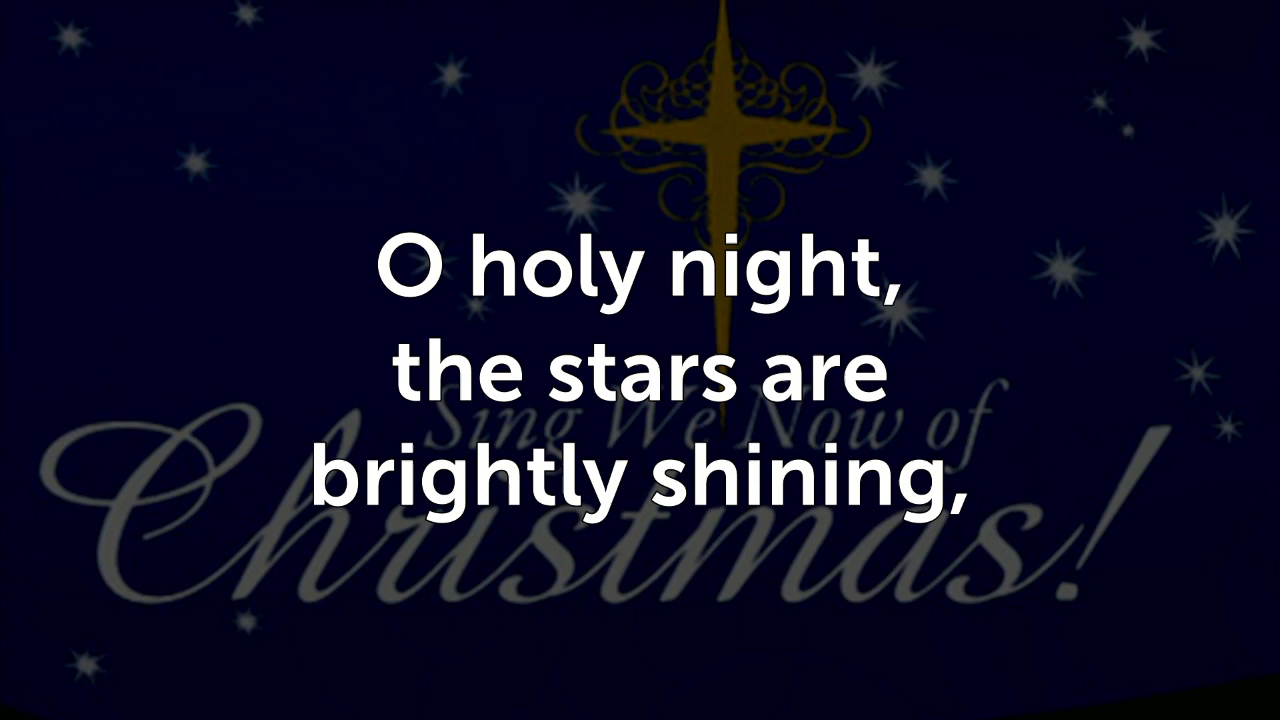 O holy night,
the stars are
Sing We Now of
brightly shining,
Christmas!